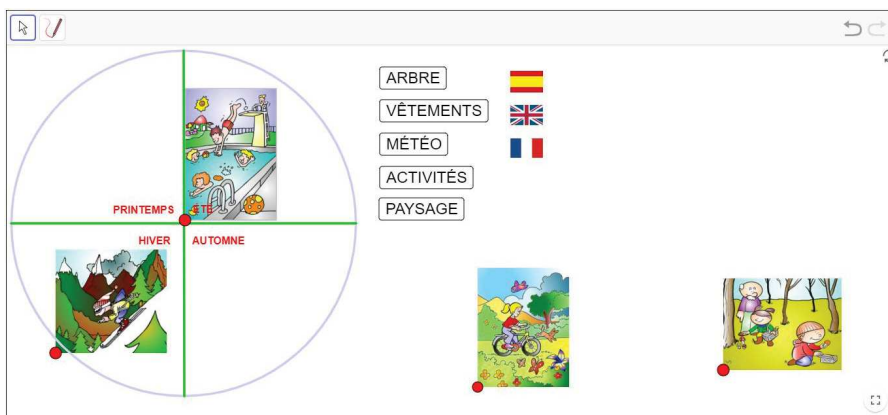 ARBRE
VÊTEMENTS
MÉTÉO
ACTIVITÉS
PAYSAGE
PRINTEMPS
ÉTÉ
HIVER
AUTOMNE